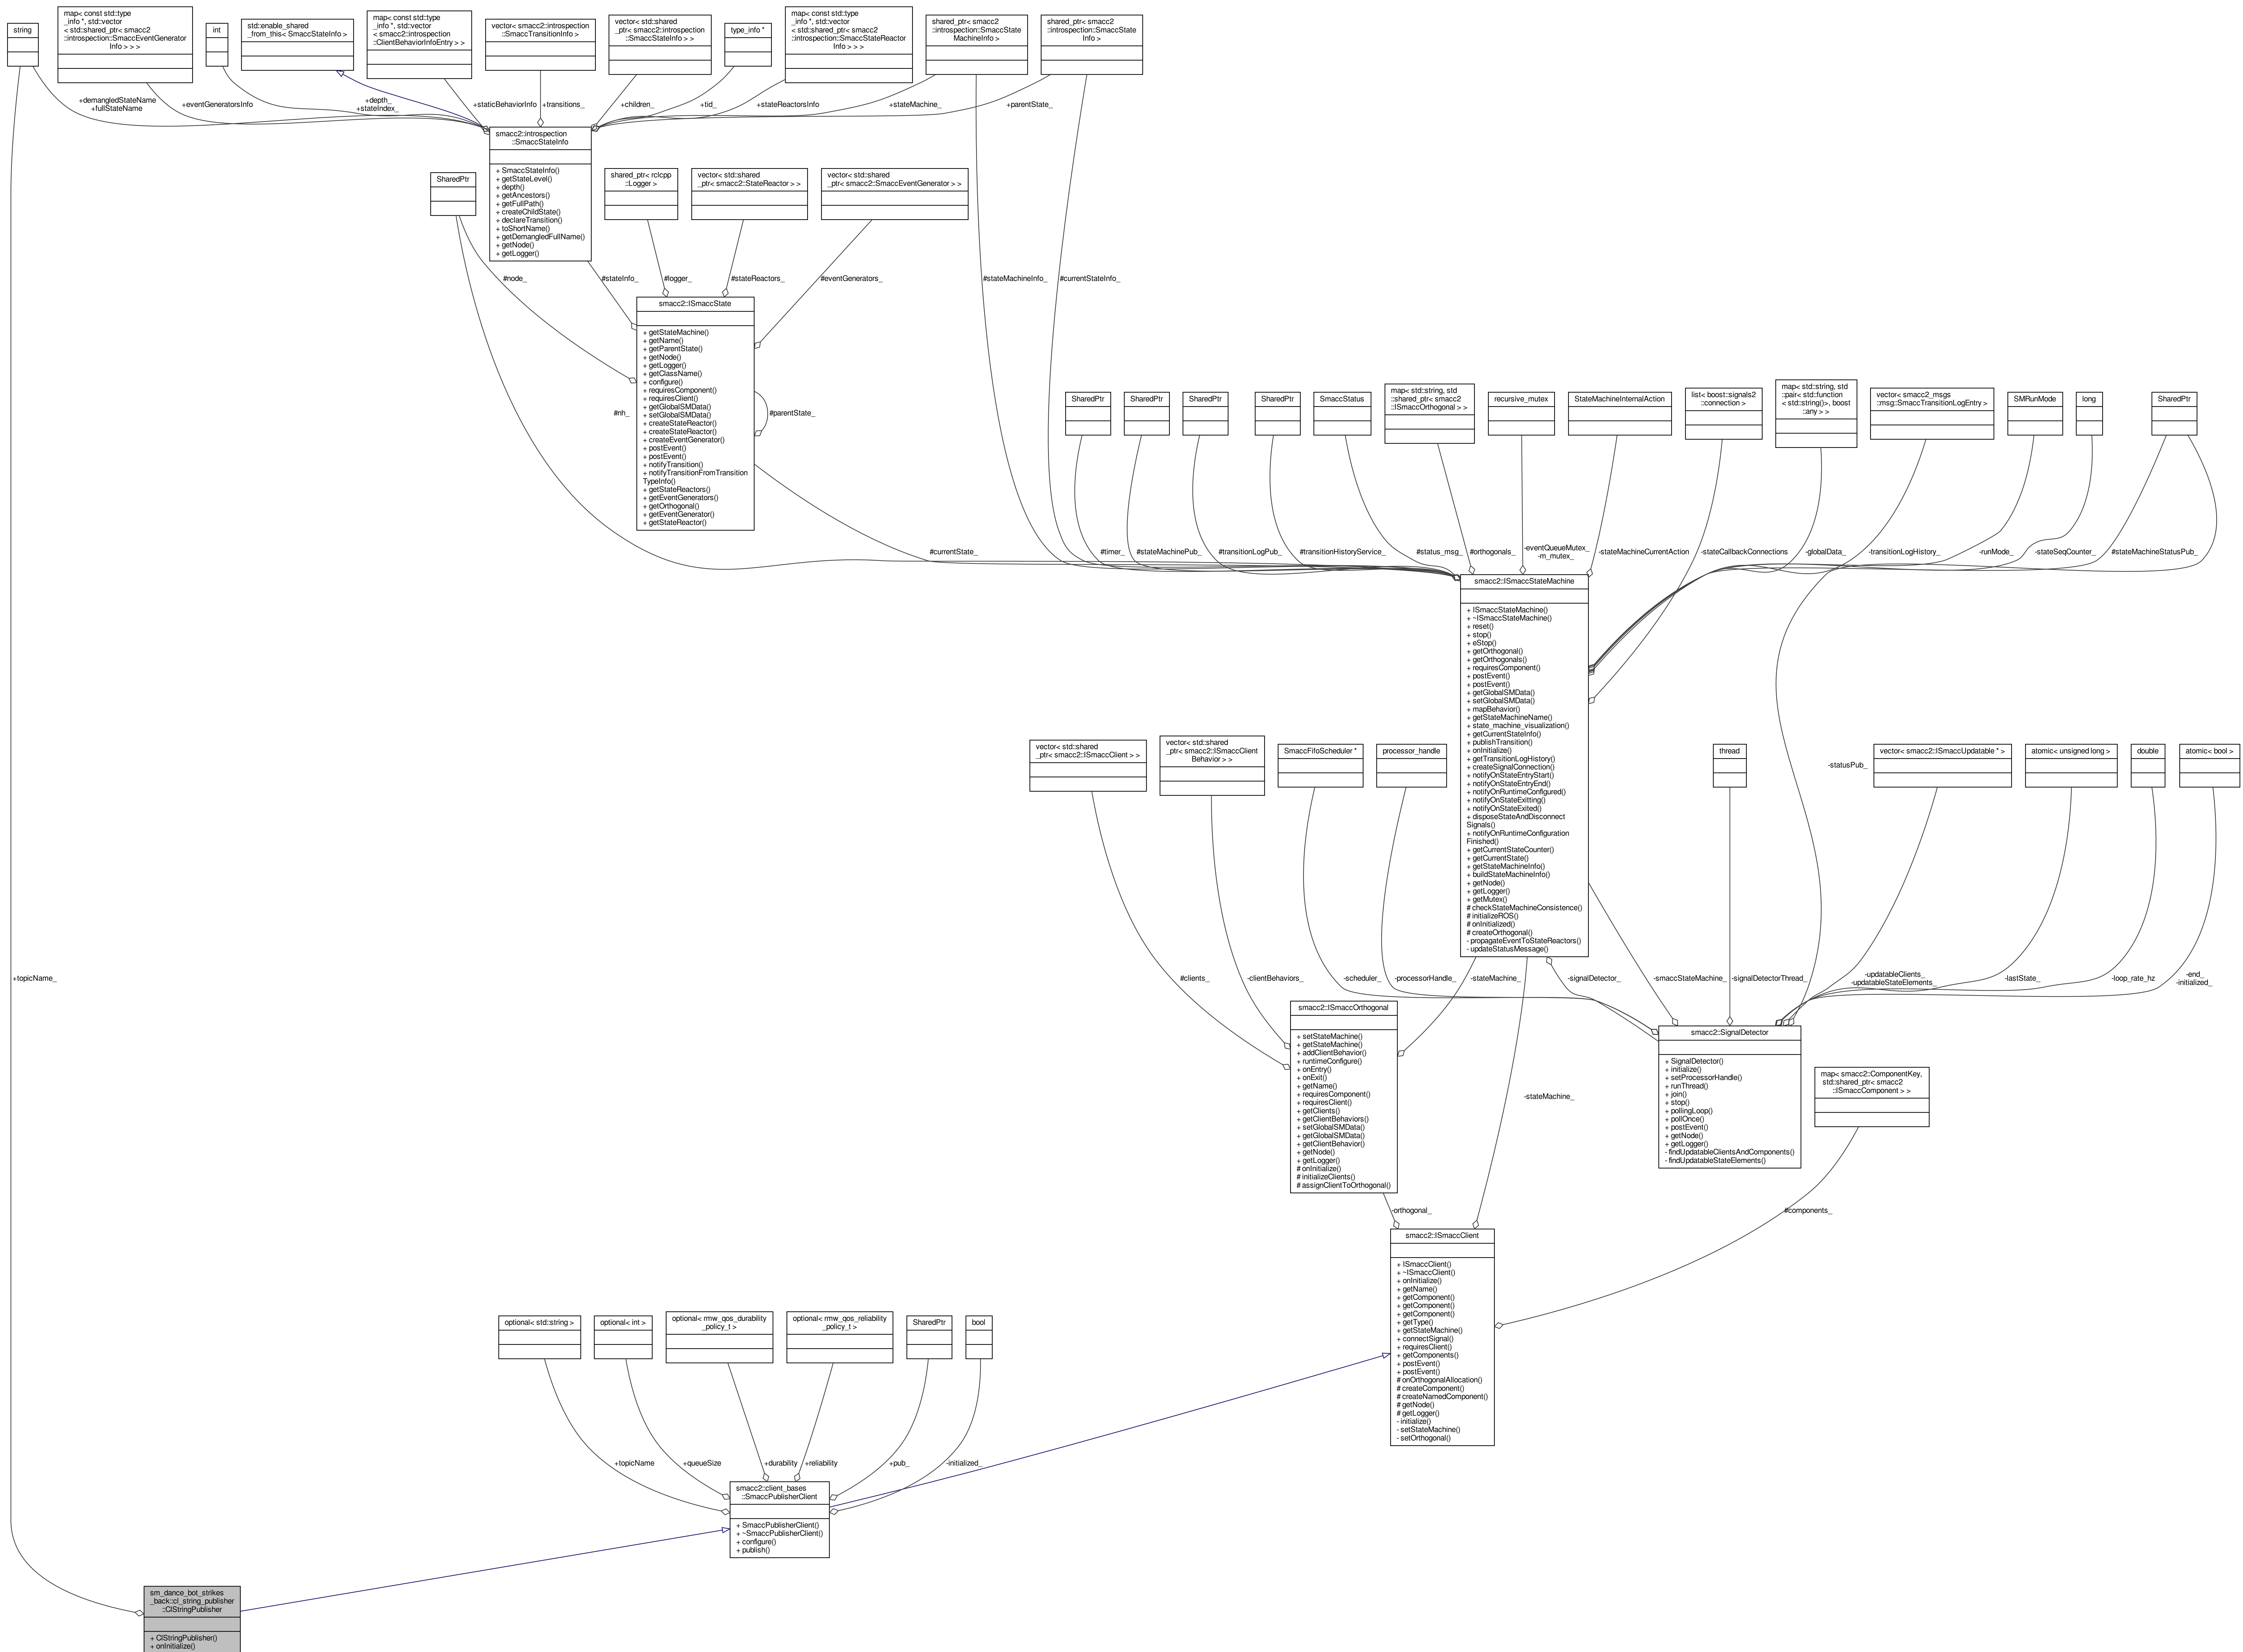 string
map< const std::type
_info *, std::vector
< std::shared_ptr< smacc2
::introspection::SmaccEventGenerator
Info > > >
int
std::enable_shared
_from_this< SmaccStateInfo >
map< const std::type
_info *, std::vector
< smacc2::introspection
::ClientBehaviorInfoEntry > >
vector< smacc2::introspection
::SmaccTransitionInfo >
vector< std::shared
_ptr< smacc2::introspection
::SmaccStateInfo > >
type_info *
map< const std::type
_info *, std::vector
< std::shared_ptr< smacc2
::introspection::SmaccStateReactor
Info > > >
shared_ptr< smacc2
::introspection::SmaccState
MachineInfo >
shared_ptr< smacc2
::introspection::SmaccState
Info >
+demangledStateName
+fullStateName
+eventGeneratorsInfo
+depth_
+stateIndex_
+staticBehaviorInfo
+transitions_
+children_
+tid_
+stateReactorsInfo
+stateMachine_
+parentState_
smacc2::introspection
::SmaccStateInfo
+ SmaccStateInfo()
+ getStateLevel()
+ depth()
+ getAncestors()
+ getFullPath()
+ createChildState()
+ declareTransition()
+ toShortName()
+ getDemangledFullName()
+ getNode()
+ getLogger()
SharedPtr
shared_ptr< rclcpp
::Logger >
vector< std::shared
_ptr< smacc2::StateReactor > >
vector< std::shared
_ptr< smacc2::SmaccEventGenerator > >
#node_
#stateInfo_
#logger_
#stateReactors_
#eventGenerators_
#stateMachineInfo_
#currentStateInfo_
smacc2::ISmaccState
+ getStateMachine()
+ getName()
+ getParentState()
+ getNode()
+ getLogger()
+ getClassName()
+ configure()
+ requiresComponent()
+ requiresClient()
+ getGlobalSMData()
+ setGlobalSMData()
+ createStateReactor()
+ createStateReactor()
+ createEventGenerator()
+ postEvent()
+ postEvent()
+ notifyTransition()
+ notifyTransitionFromTransition
TypeInfo()
+ getStateReactors()
+ getEventGenerators()
+ getOrthogonal()
+ getEventGenerator()
+ getStateReactor()
#nh_
#parentState_
SharedPtr
SharedPtr
SharedPtr
SharedPtr
SmaccStatus
map< std::string, std
::shared_ptr< smacc2
::ISmaccOrthogonal > >
recursive_mutex
StateMachineInternalAction
list< boost::signals2
::connection >
map< std::string, std
::pair< std::function
< std::string()>, boost
::any > >
vector< smacc2_msgs
::msg::SmaccTransitionLogEntry >
SMRunMode
long
SharedPtr
#currentState_
#timer_
#stateMachinePub_
#transitionLogPub_
#transitionHistoryService_
#status_msg_
#orthogonals_
-eventQueueMutex_
-m_mutex_
-stateMachineCurrentAction
-stateCallbackConnections
-globalData_
-transitionLogHistory_
-runMode_
-stateSeqCounter_
#stateMachineStatusPub_
smacc2::ISmaccStateMachine
+ ISmaccStateMachine()
+ ~ISmaccStateMachine()
+ reset()
+ stop()
+ eStop()
+ getOrthogonal()
+ getOrthogonals()
+ requiresComponent()
+ postEvent()
+ postEvent()
+ getGlobalSMData()
+ setGlobalSMData()
+ mapBehavior()
+ getStateMachineName()
+ state_machine_visualization()
+ getCurrentStateInfo()
+ publishTransition()
+ onInitialize()
+ getTransitionLogHistory()
+ createSignalConnection()
+ notifyOnStateEntryStart()
+ notifyOnStateEntryEnd()
+ notifyOnRuntimeConfigured()
+ notifyOnStateExitting()
+ notifyOnStateExited()
+ disposeStateAndDisconnect
Signals()
+ notifyOnRuntimeConfiguration
Finished()
+ getCurrentStateCounter()
+ getCurrentState()
+ getStateMachineInfo()
+ buildStateMachineInfo()
+ getNode()
+ getLogger()
+ getMutex()
# checkStateMachineConsistence()
# initializeROS()
# onInitialized()
# createOrthogonal()
- propagateEventToStateReactors()
- updateStatusMessage()
vector< std::shared
_ptr< smacc2::ISmaccClient > >
vector< std::shared
_ptr< smacc2::ISmaccClient
Behavior > >
SmaccFifoScheduler *
processor_handle
thread
-statusPub_
vector< smacc2::ISmaccUpdatable * >
atomic< unsigned long >
double
atomic< bool >
+topicName_
#clients_
-clientBehaviors_
-scheduler_
-processorHandle_
-stateMachine_
-signalDetector_
-smaccStateMachine_
-signalDetectorThread_
-updatableClients_
-updatableStateElements_
-lastState_
-loop_rate_hz
-end_
-initialized_
smacc2::ISmaccOrthogonal
+ setStateMachine()
+ getStateMachine()
+ addClientBehavior()
+ runtimeConfigure()
+ onEntry()
+ onExit()
+ getName()
+ requiresComponent()
+ requiresClient()
+ getClients()
+ getClientBehaviors()
+ setGlobalSMData()
+ getGlobalSMData()
+ getClientBehavior()
+ getNode()
+ getLogger()
# onInitialize()
# initializeClients()
# assignClientToOrthogonal()
smacc2::SignalDetector
+ SignalDetector()
+ initialize()
+ setProcessorHandle()
+ runThread()
+ join()
+ stop()
+ pollingLoop()
+ pollOnce()
+ postEvent()
+ getNode()
+ getLogger()
- findUpdatableClientsAndComponents()
- findUpdatableStateElements()
map< smacc2::ComponentKey,
std::shared_ptr< smacc2
::ISmaccComponent > >
-stateMachine_
-orthogonal_
#components_
smacc2::ISmaccClient
+ ISmaccClient()
+ ~ISmaccClient()
+ onInitialize()
+ getName()
+ getComponent()
+ getComponent()
+ getComponent()
+ getType()
+ getStateMachine()
+ connectSignal()
+ requiresClient()
+ getComponents()
+ postEvent()
+ postEvent()
# onOrthogonalAllocation()
# createComponent()
# createNamedComponent()
# getNode()
# getLogger()
- initialize()
- setStateMachine()
- setOrthogonal()
optional< std::string >
optional< int >
optional< rmw_qos_durability
_policy_t >
optional< rmw_qos_reliability
_policy_t >
SharedPtr
bool
+topicName
+queueSize
+durability
+reliability
+pub_
-initialized_
smacc2::client_bases
::SmaccPublisherClient
+ SmaccPublisherClient()
+ ~SmaccPublisherClient()
+ configure()
+ publish()
sm_dance_bot_strikes
_back::cl_string_publisher
::ClStringPublisher
+ ClStringPublisher()
+ onInitialize()